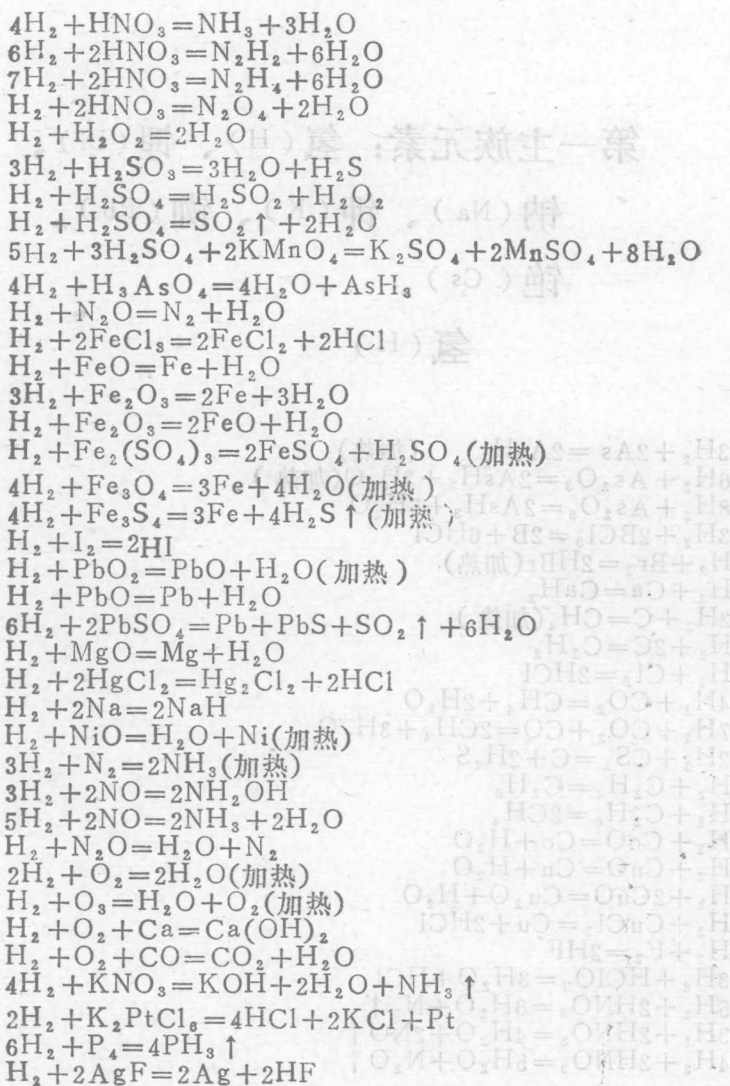 4H₂+HNO₃=NH₃+3H₂O
6H₂+2HNO₃=N₂H₂+6H₂O
7H₂+2HNO₃=N₂H₄+6H₂O
H₂+2HNO₃=N₂O₄+2H₂O
H₂+H₂O₂=2H₂O
3H₂+H₂SO₃=3H₂O+H₂S
H₂+H₂SO₄=H₂SO₂+H₂O₂
H₂+H₂SO₄=SO₂↑+2H₂O
5H₂+3H₂SO₄+2KMnO₄=K₂SO₄+2MnSO₄+8H₂O
4H₂+H₃AsO₄=4H₂O+AsH₃
H₂+N₂O=N₂+H₂O
H₂+2FeCl₃=2FeCl₂+2HCl
H₂+FeO=Fe+H₂O
3H₂+Fe₂O₃=2Fe+3H₂O
H₂+Fe₂O₃=2FeO+H₂O
H₂+Fe₂(SO₄)₃=2FeSO₄+H₂SO₄(加热)
4H₂+Fe₃O₄=3Fe+4H₂O(加热)
4H₂+Fe₃S₄=3Fe+4H₂S↑(加热)
H₂+I₂=2HI
H₂+PbO₂=PbO+H₂O(加热)
H₂+PbO=Pb+H₂O
6H₂+2PbSO₄=Pb+PbS+SO₂↑+6H₂O
H₂+MgO=Mg+H₂O
H₂+2HgCl₂=Hg₂Cl₂+2HCl
H₂+2Na=2NaH
H₂+NiO=H₂O+Ni(加热)
3H₂+N₂=2NH₃(加热)
3H₂+2NO=2NH₂OH
5H₂+2NO=2NH₃+2H₂O
H₂+N₂O=H₂O+N₂
2H₂+O₂=2H₂O(加热)
H₂+O₃=H₂O+O₂(加热)
H₂+O₂+Ca=Ca(OH)₂
H₂+O₂+CO=CO₂+H₂O
4H₂+KNO₃=KOH+2H₂O+NH₃↑
2H₂+K₂PtCl₆=4HCl+2KCl+Pt
6H₂+P₄=4PH₃↑
H₂+2AgF=2Ag+2HF